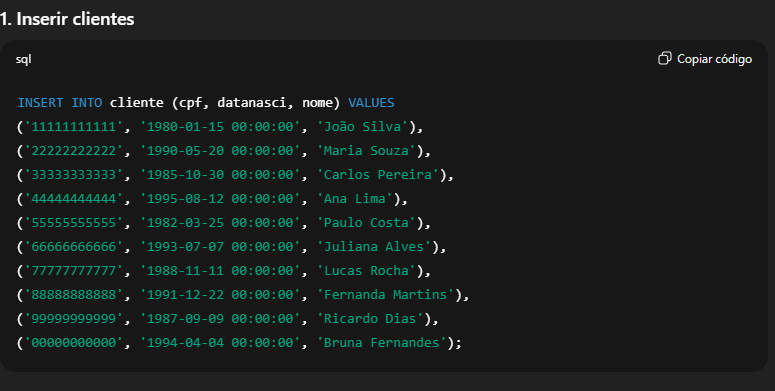 1. Inserir clientes
sql
Copiar código
INSERT INTO cliente (cpf, datanasci, nome) VALUES
('11111111111', '1980-01-15 00:00:00', 'João Silva'),
('22222222222', '1990-05-20 00:00:00', 'Maria Souza'),
('33333333333', '1985-10-30 00:00:00', 'Carlos Pereira'),
('44444444444', '1995-08-12 00:00:00', 'Ana Lima'),
('55555555555', '1982-03-25 00:00:00', 'Paulo Costa'),
('66666666666', '1993-07-07 00:00:00', 'Juliana Alves'),
('77777777777', '1988-11-11 00:00:00', 'Lucas Rocha'),
('88888888888', '1991-12-22 00:00:00', 'Fernanda Martins'),
('99999999999', '1987-09-09 00:00:00', 'Ricardo Dias'),
('00000000000', '1994-04-04 00:00:00', 'Bruna Fernandes');